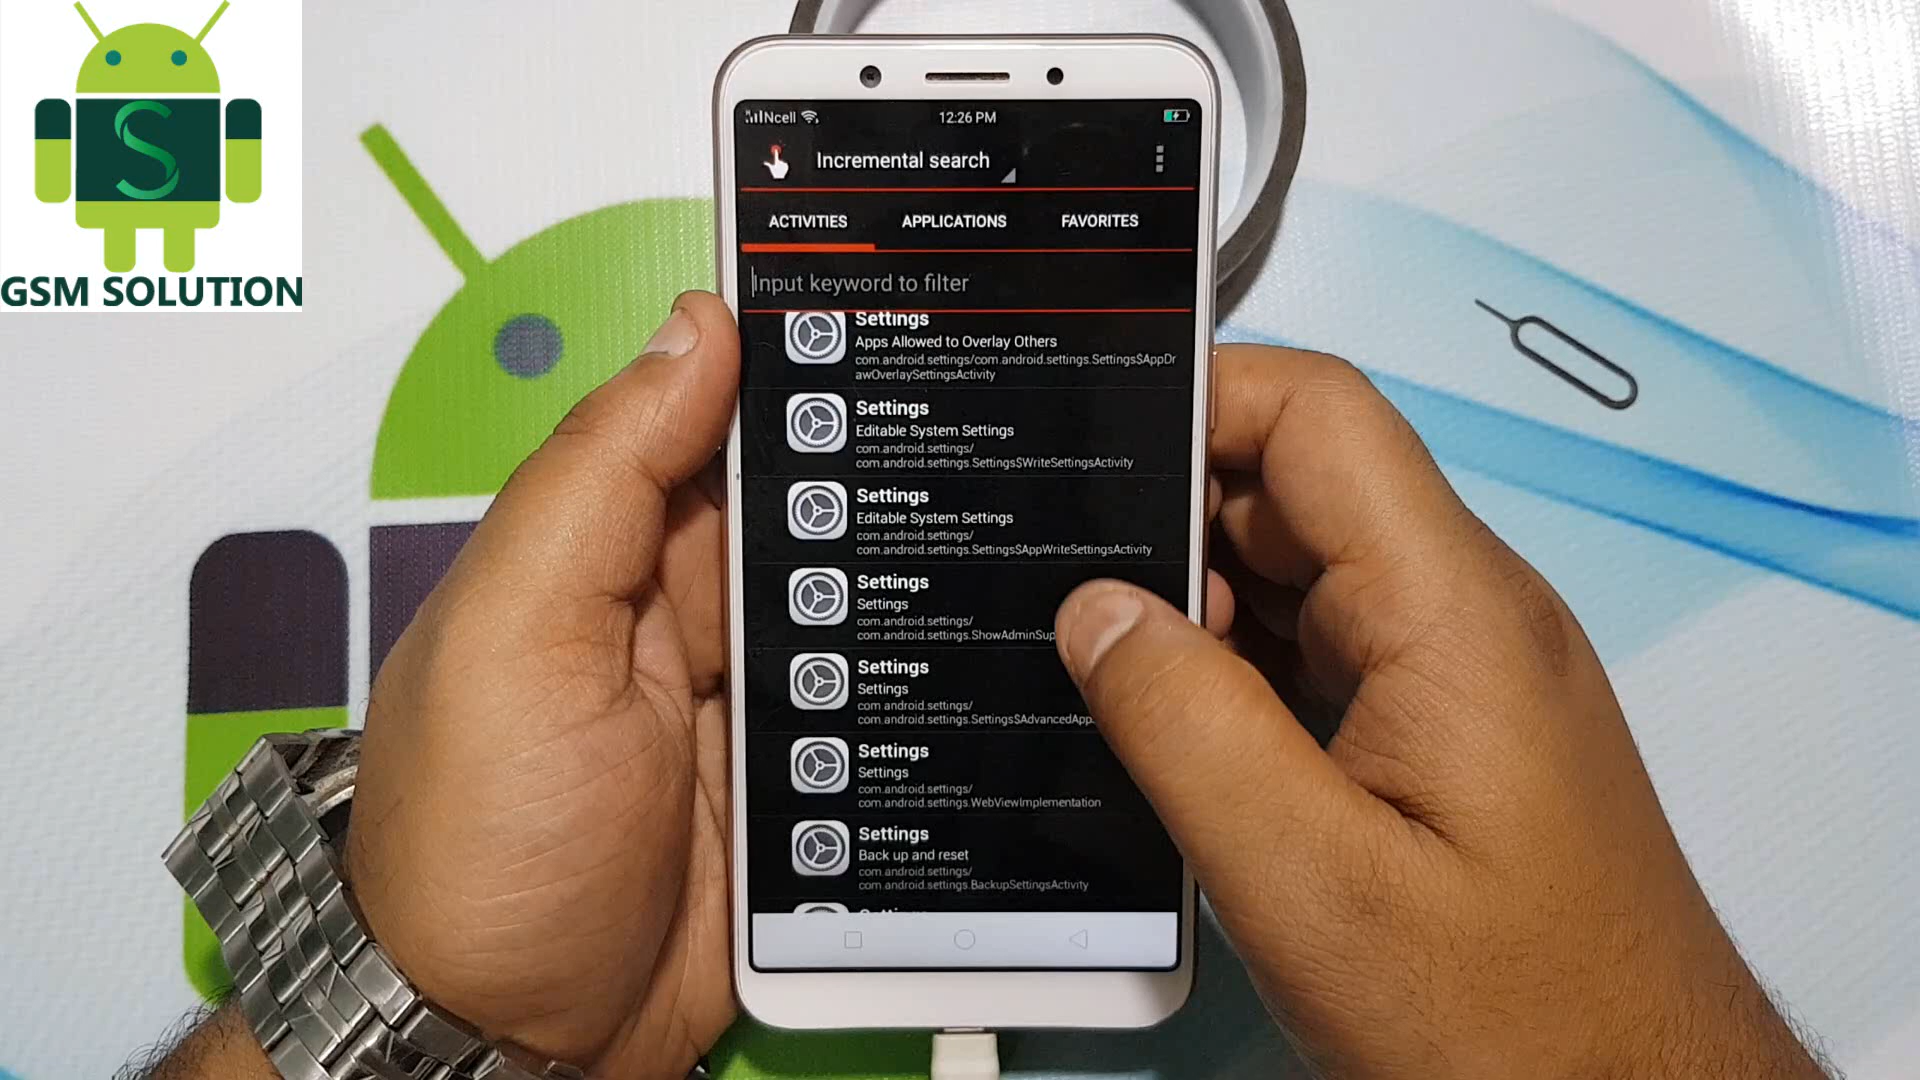 S
GSM SOLUTION
Ncell
12:26 PM
Incremental search
ACTIVITIES APPLICATIONS FAVORITES
Input keyword to filter
Settings
Apps Allowed to Overlay Others
com.android.settings/com.android.settings.Settings$AppDr
awOverlaySettingsActivity
Settings
Editable System Settings
com.android.settings/
com.android.settings.Settings$WriteSettingsActivity
Settings
Editable System Settings
com.android.settings/
com.android.settings.Settings$AppWriteSettingsActivity
Settings
Settings
com.android.settings/
com.android.settings.ShowAdminSup
Settings
Settings
com.android.settings/
com.android.settings.Settings$AdvancedApp
Settings
Settings
com.android.settings/
com.android.settings.WebViewImplementation
Settings
Back up and reset
com.android.settings/
com.android.settings.BackupSettingsActivity